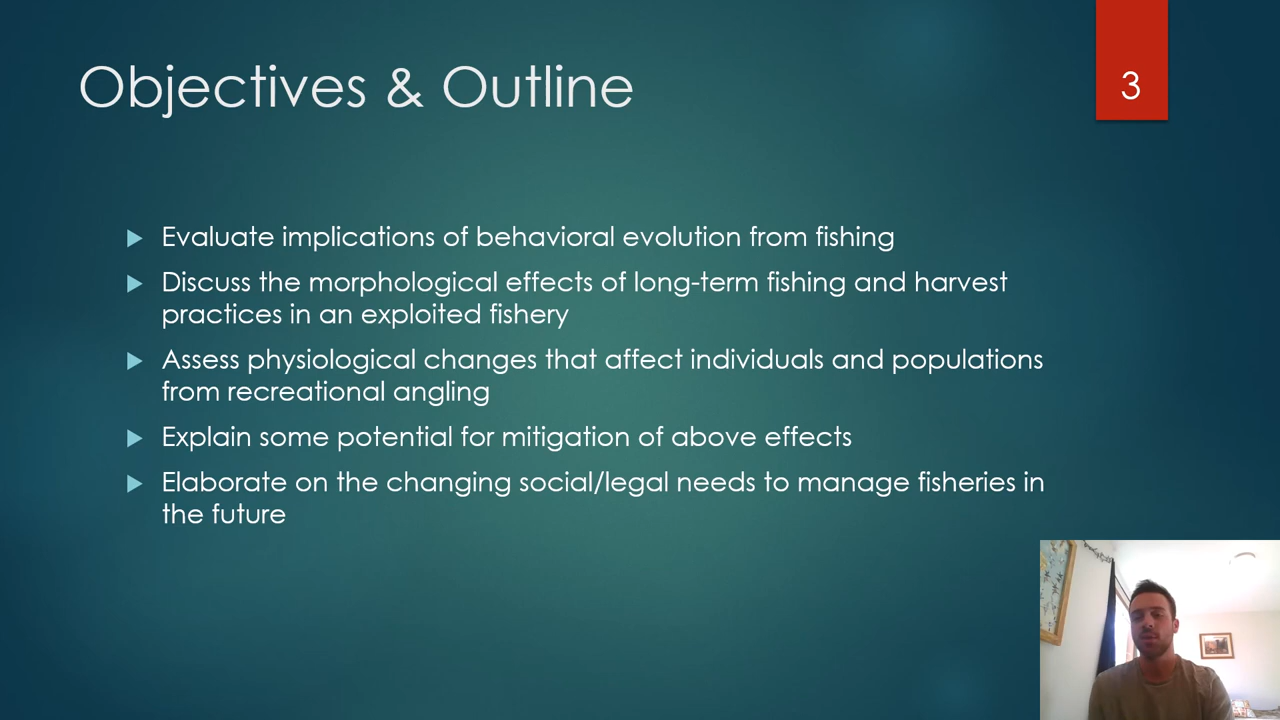 Objectives & Outline
3
Evaluate implications of behavioral evolution from fishing
Discuss the morphological effects of long-term fishing and harvest
practices in an exploited fishery
Assess physiological changes that affect individuals and populations
from recreational angling
Explain some potential for mitigation of above effects
Elaborate on the changing social/legal needs to manage fisheries in
the future